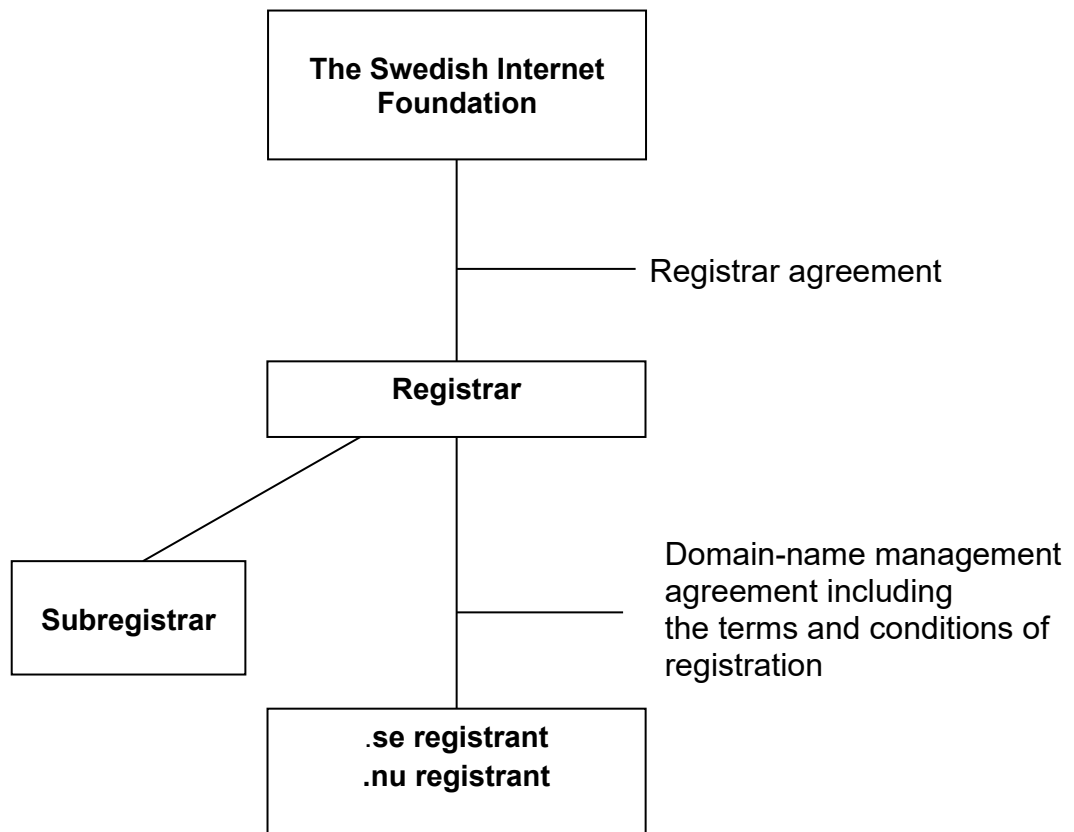 The Swedish Internet
Foundation
Registrar agreement
Registrar
Domain-name management
agreement including
the terms and conditions of
registration
Subregistrar
.se registrant
.nu registrant